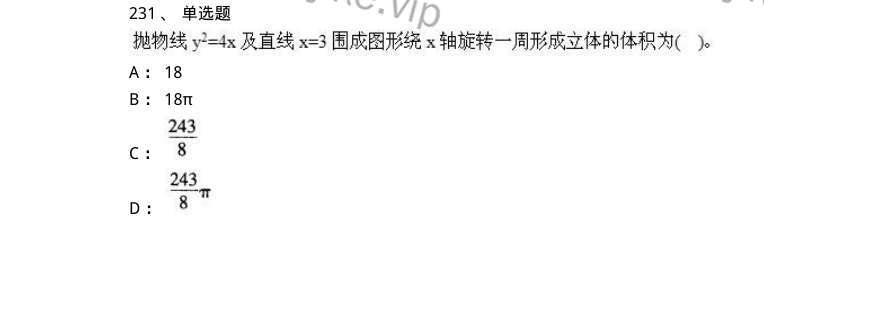 231 、 单选题
抛物线 y²=4x 及直线 x=3 围成图形绕 x 轴旋转一周形成立体的体积为( )。
A： 18
B： 18π
C： 243/8
D： 243/8 π